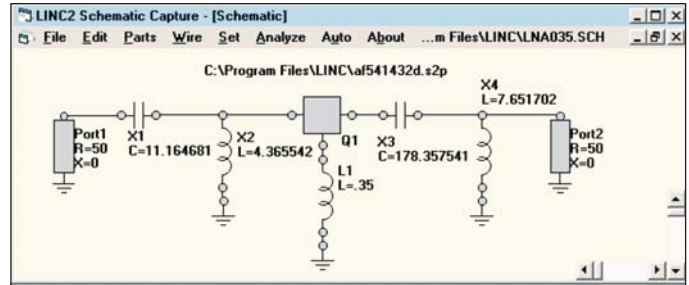 LINC2 Schematic Capture - [Schematic]
File Edit Parts Wire Set Analyze Auto About ...m Files\LINC\LNA035.SCH
C:\Program Files\LINC\af541432d.s2p
X4
L=7.651702
Port1
R=50
X=0
X1
C=11.164681
X2
L=4.365542
Q1
X3
C=178.357541
Port2
R=50
X=0
L1
L=.35